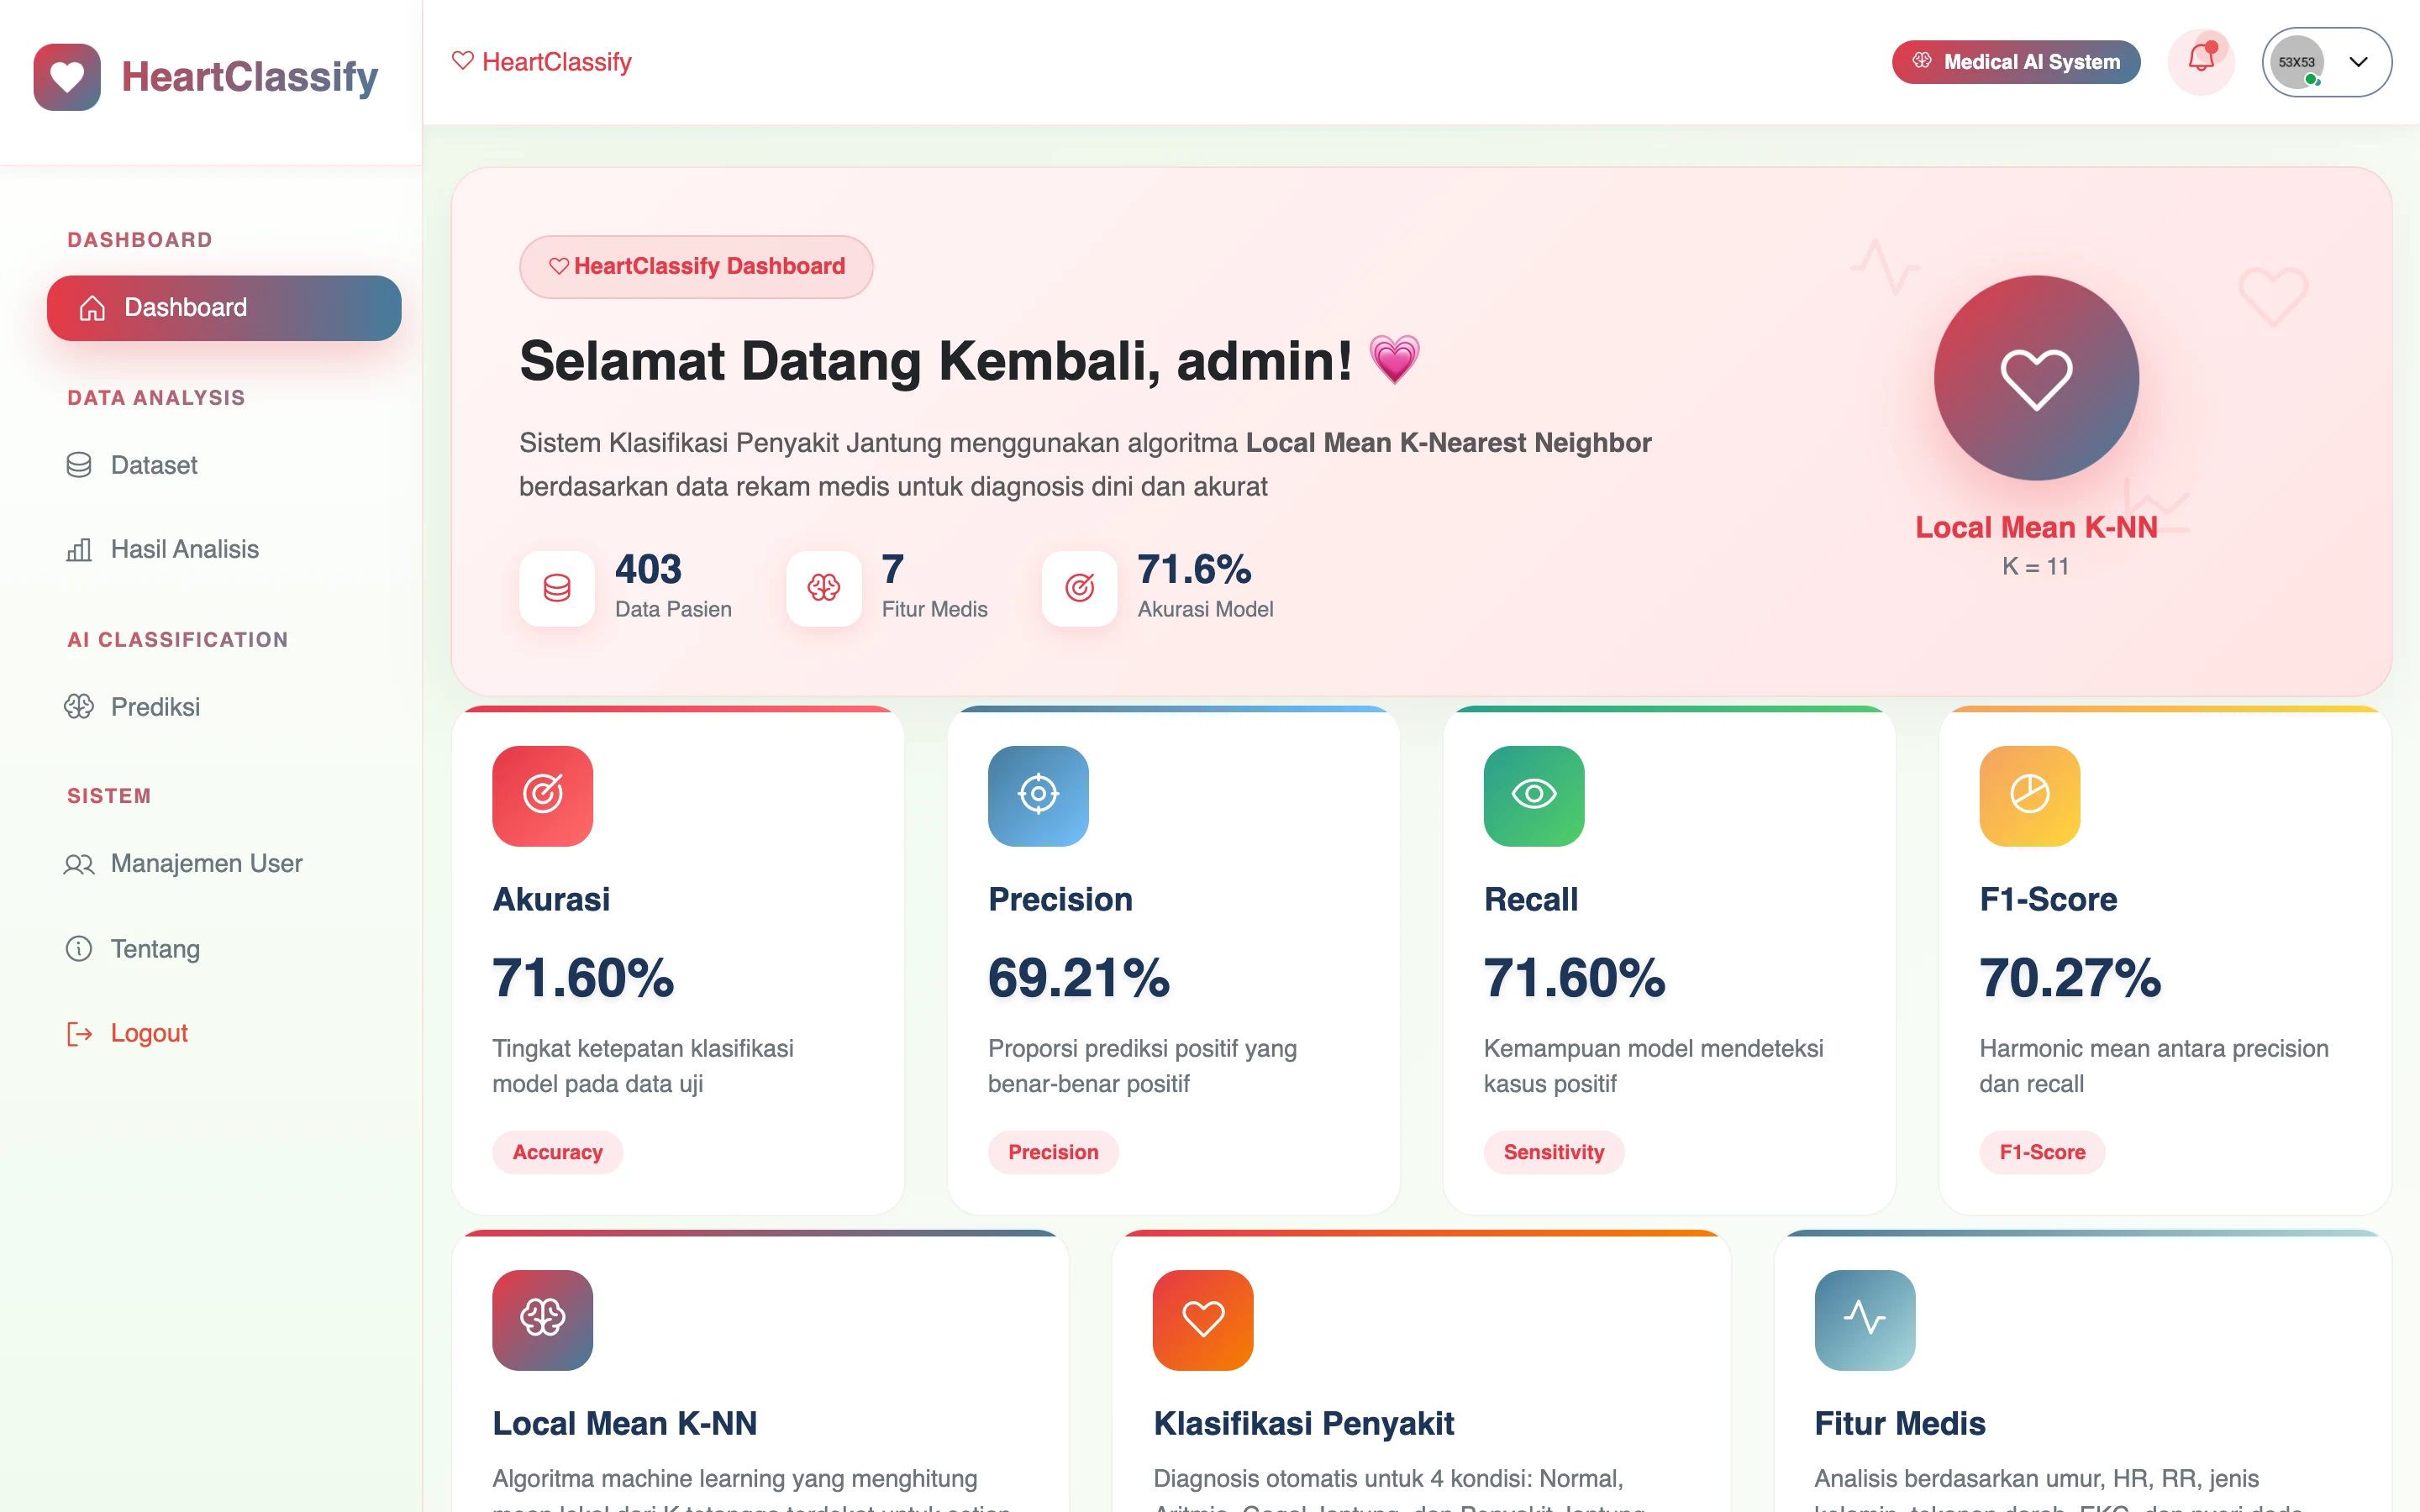 HeartClassify
DASHBOARD
Dashboard
DATA ANALYSIS
Dataset
Hasil Analisis
AI CLASSIFICATION
Prediksi
SISTEM
Manajemen User
Tentang
Logout
HeartClassify
Medical AI System
53X53
HeartClassify Dashboard
Selamat Datang Kembali, admin!
Sistem Klasifikasi Penyakit Jantung menggunakan algoritma Local Mean K-Nearest Neighbor
berdasarkan data rekam medis untuk diagnosis dini dan akurat
403
Data Pasien
7
Fitur Medis
71.6%
Akurasi Model
Local Mean K-NN
K = 11
Akurasi
71.60%
Tingkat ketepatan klasifikasi
model pada data uji
Accuracy
Precision
69.21%
Proporsi prediksi positif yang
benar-benar positif
Precision
Recall
71.60%
Kemampuan model mendeteksi
kasus positif
Sensitivity
F1-Score
70.27%
Harmonic mean antara precision
dan recall
F1-Score
Local Mean K-NN
Algoritma machine learning yang menghitung
Klasifikasi Penyakit
Diagnosis otomatis untuk 4 kondisi: Normal,
Fitur Medis
Analisis berdasarkan umur, HR, RR, jenis